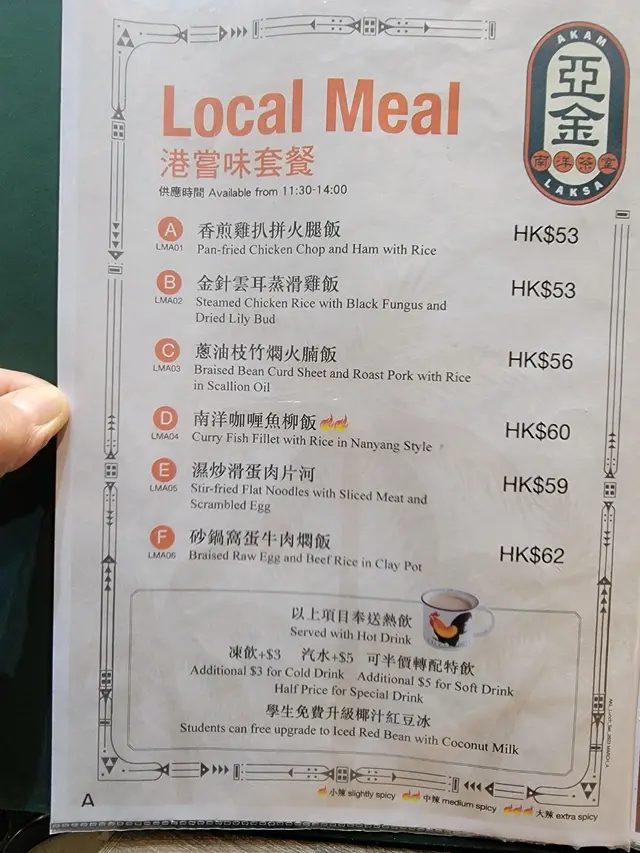 Local Meal
港嘗味套餐
供應時間 Available from 11:30-14:00
AKAM
亞金
南洋茶室
LAKSA
A 香煎雞扒拼火腿飯 HK$53
LMA01 Pan-fried Chicken Chop and Ham with Rice
B 金針雲耳蒸滑雞飯 HK$53
LMA02 Steamed Chicken Rice with Black Fungus and
Dried Lily Bud
C 蔥油枝竹燜火腩飯 HK$56
LMA03 Braised Bean Curd Sheet and Roast Pork with Rice
in Scallion Oil
D 南洋咖喱魚柳飯 HK$60
LMA04 Curry Fish Fillet with Rice in Nanyang Style
E 濕炒滑蛋肉片河 HK$59
LMA05 Stir-fried Flat Noodles with Sliced Meat and
Scrambled Egg
F 砂鍋窩蛋牛肉燜飯 HK$62
LMA06 Braised Raw Egg and Beef Rice in Clay Pot
以上項目奉送熱飲
Served with Hot Drink
凍飲+$3 汽水+$5 可半價轉配特飲
Additional $3 for Cold Drink Additional $5 for Soft Drink
Half Price for Special Drink
學生免費升級椰汁紅豆冰
Students can free upgrade to Iced Red Bean with Coconut Milk
A
小辣 slightly spicy 中辣 medium spicy 大辣 extra spicy